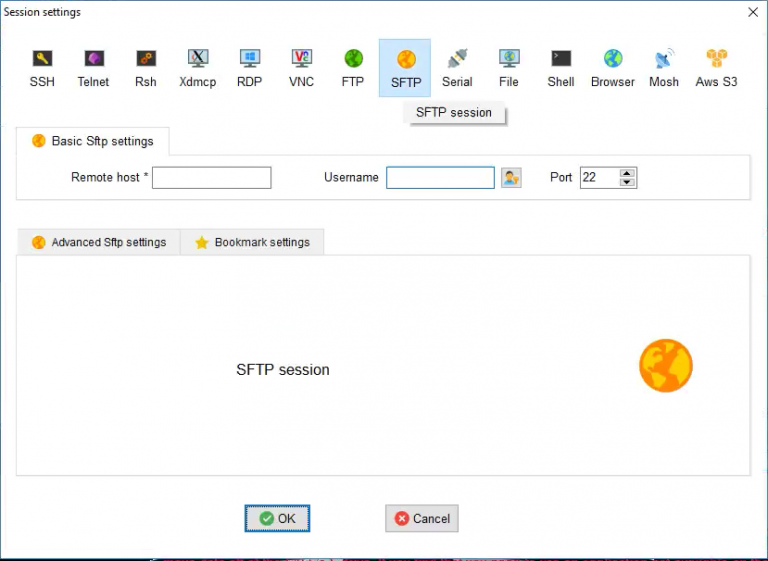 Session settings
SSH Telnet Rsh Xdmcp RDP VNC FTP SFTP Serial File Shell Browser Mosh Aws S3
SFTP session
Basic Sftp settings
Remote host * Username Port 22
Advanced Sftp settings Bookmark settings
SFTP session
OK Cancel